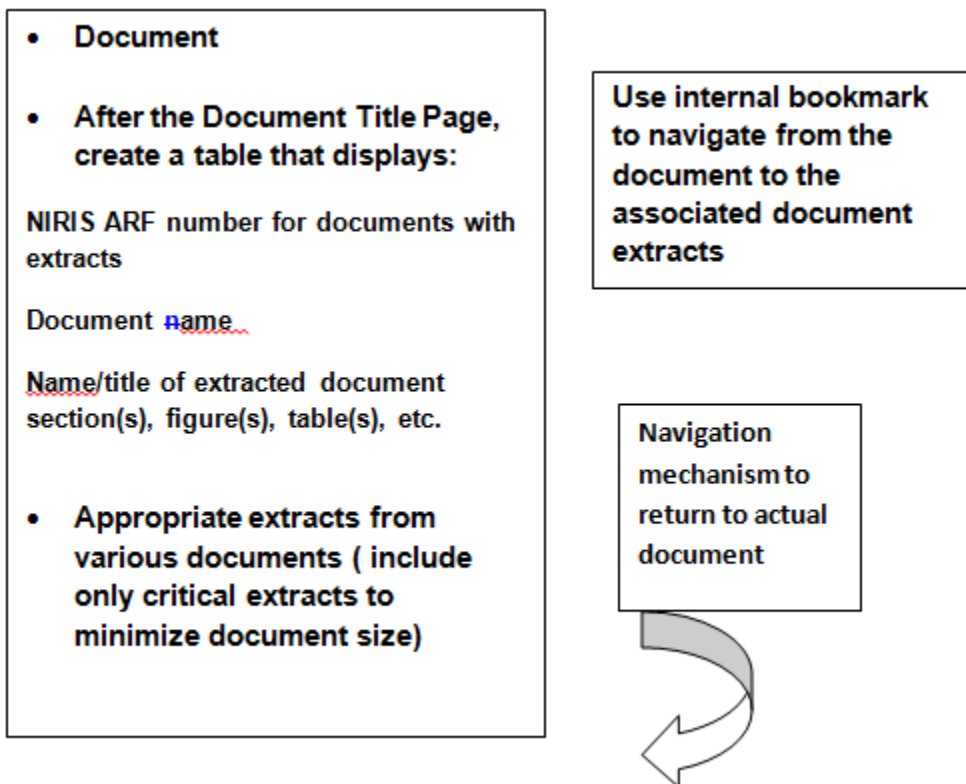 • Document
• After the Document Title Page,
create a table that displays:
NIRIS ARF number for documents with
extracts
Document name
Name/title of extracted document
section(s), figure(s), table(s), etc.
• Appropriate extracts from
various documents ( include
only critical extracts to
minimize document size)
Use internal bookmark
to navigate from the
document to the
associated document
extracts
Navigation
mechanism to
return to actual
document